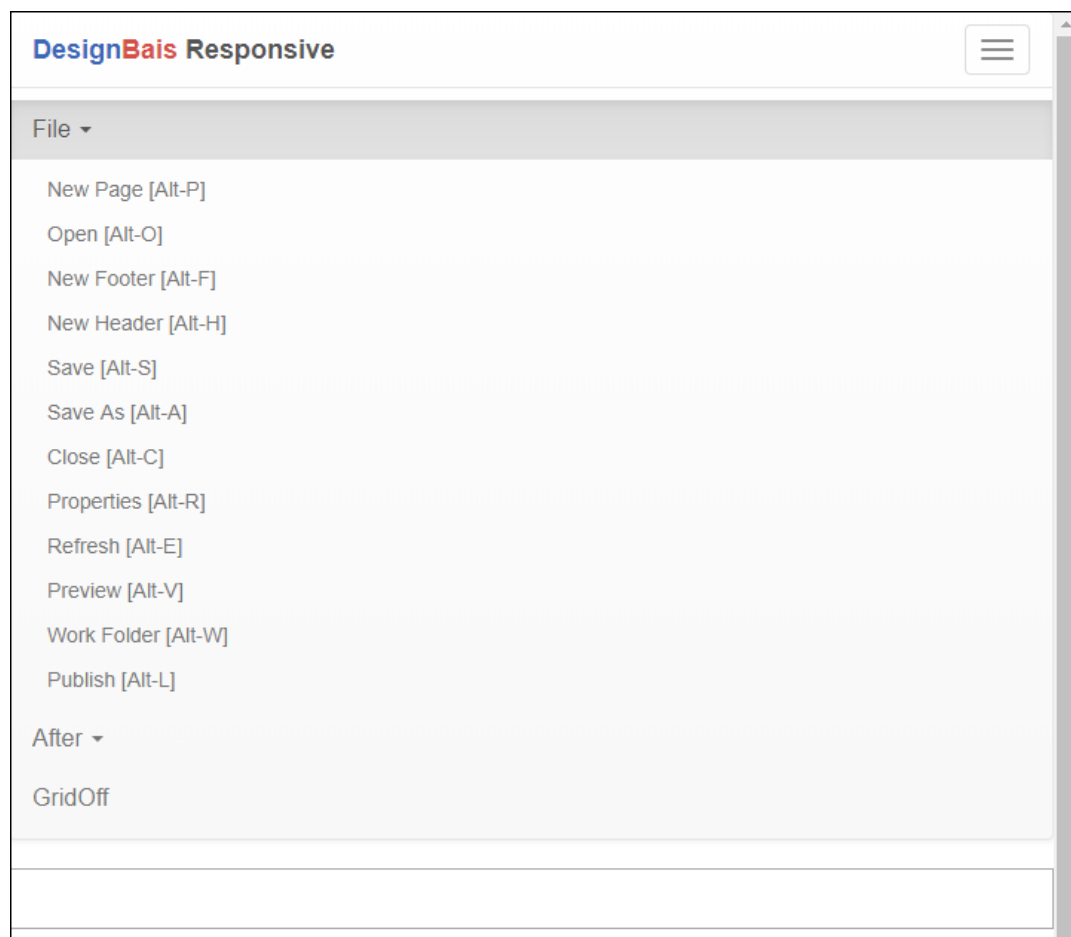 DesignBais Responsive
File
New Page [Alt-P]
Open [Alt-O]
New Footer [Alt-F]
New Header [Alt-H]
Save [Alt-S]
Save As [Alt-A]
Close [Alt-C]
Properties [Alt-R]
Refresh [Alt-E]
Preview [Alt-V]
Work Folder [Alt-W]
Publish [Alt-L]
After
GridOff